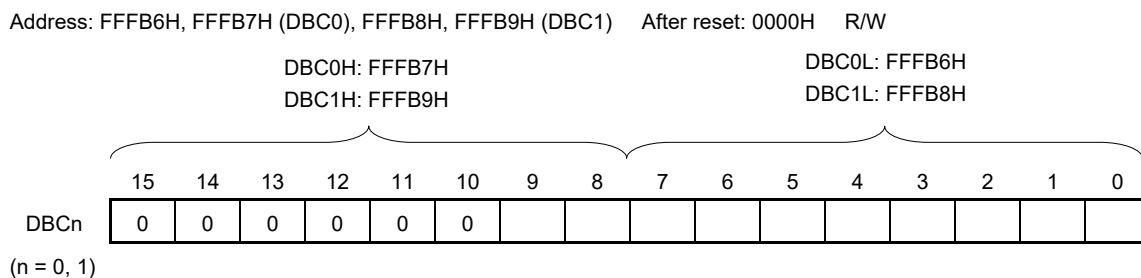 Address: FFFB6H, FFFB7H (DBC0), FFFB8H, FFFB9H (DBC1) After reset: 0000H R/W
DBC0H: FFFB7H
DBC1H: FFFB9H
DBC0L: FFFB6H
DBC1L: FFFB8H
15 14 13 12 11 10 9 8 7 6 5 4 3 2 1 0
DBCn 0 0 0 0 0 0
(n = 0, 1)